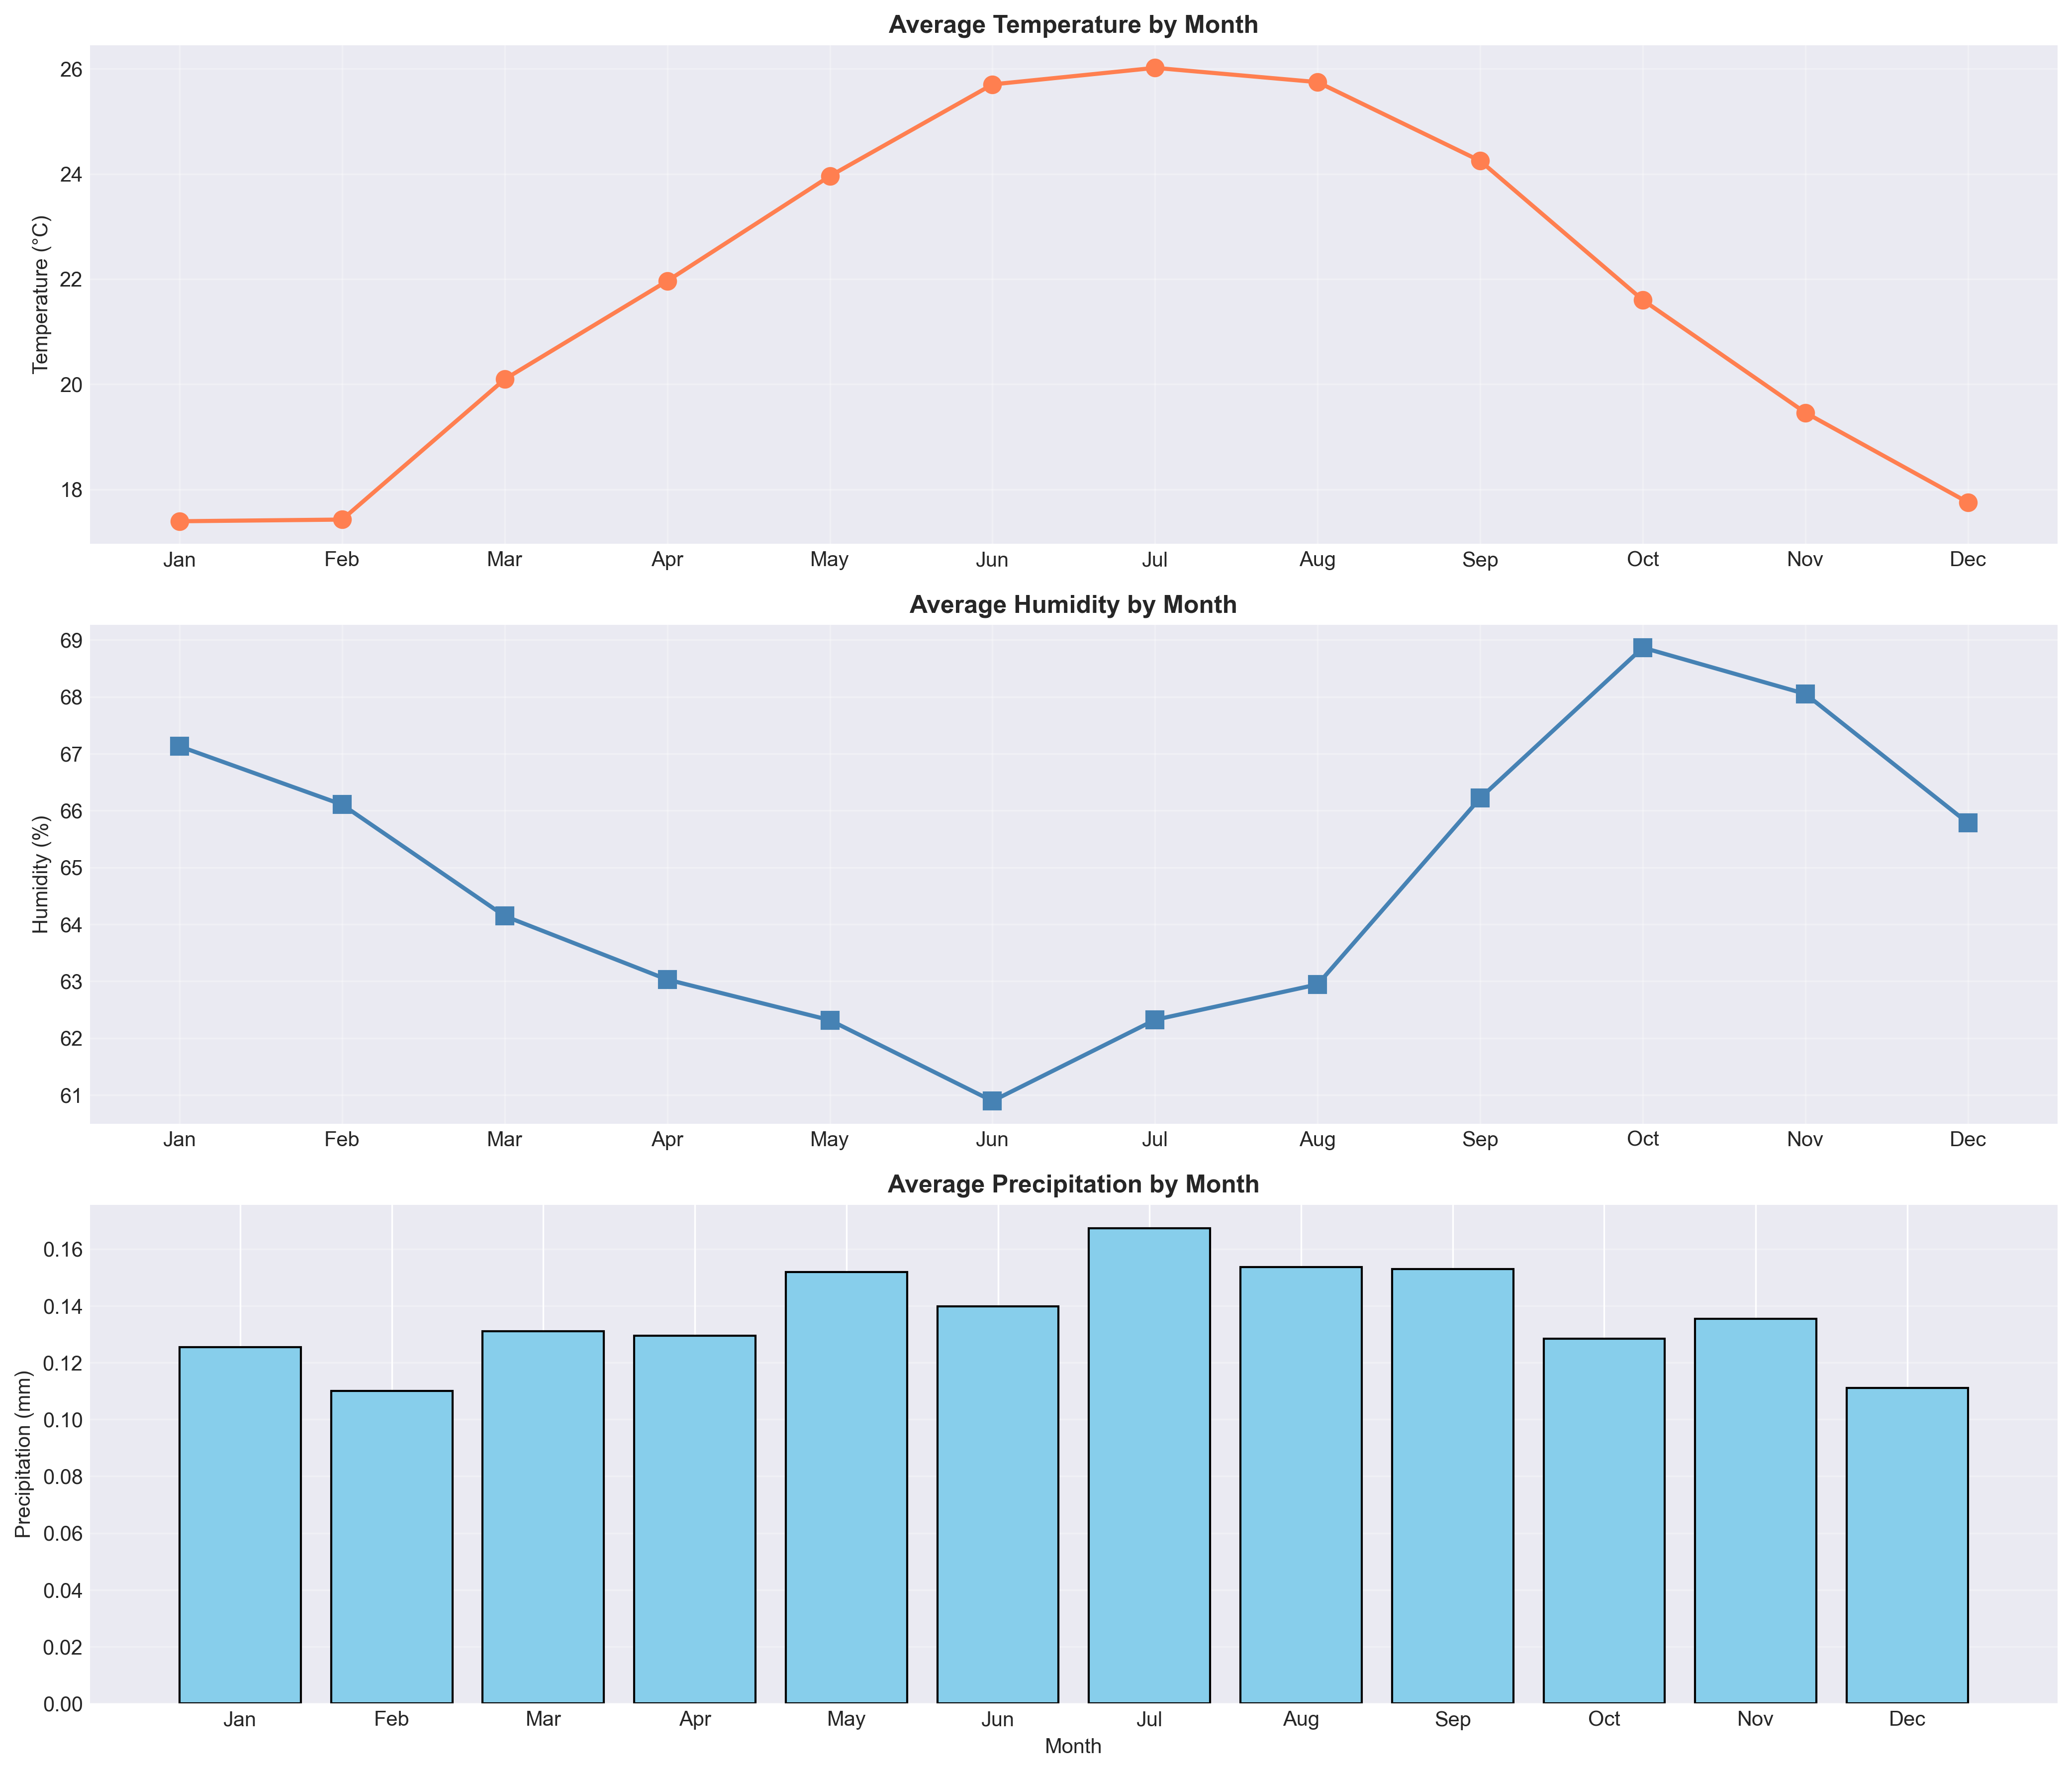 Average Temperature by Month
Temperature (°C)
26
24
22
20
18
Jan Feb Mar Apr May Jun Jul Aug Sep Oct Nov Dec
Average Humidity by Month
Humidity (%)
69
68
67
66
65
64
63
62
61
Jan Feb Mar Apr May Jun Jul Aug Sep Oct Nov Dec
Average Precipitation by Month
Precipitation (mm)
0.16
0.14
0.12
0.10
0.08
0.06
0.04
0.02
0.00
Jan Feb Mar Apr May Jun Jul Aug Sep Oct Nov Dec
Month